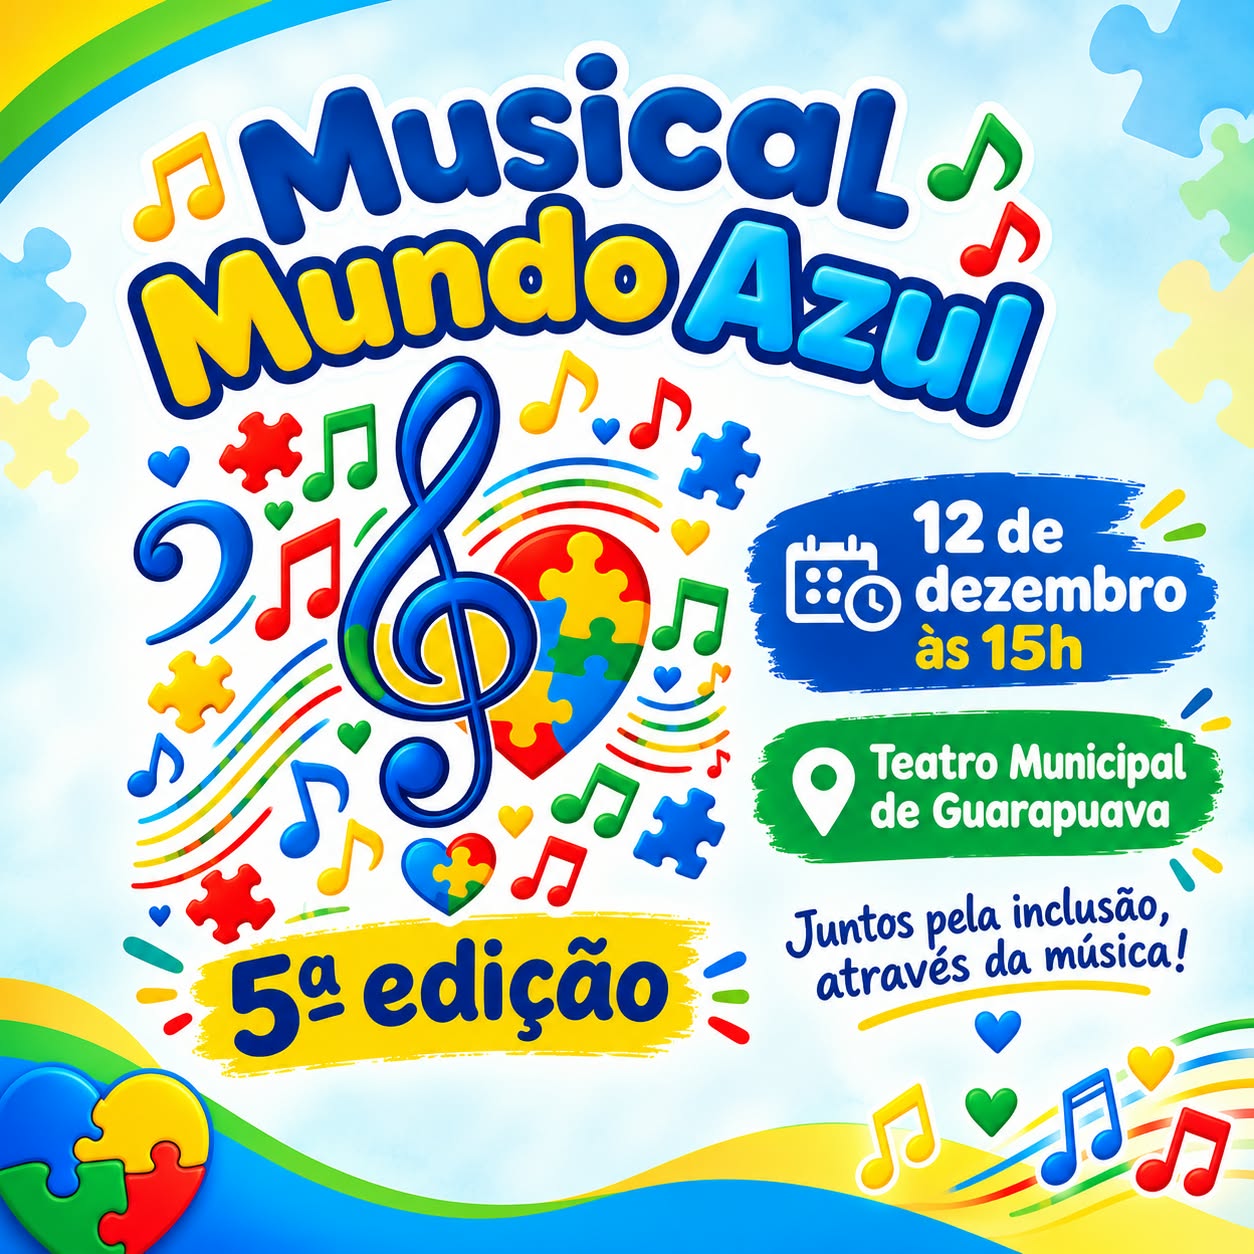 Musical
Mundo Azul
12 de
dezembro
às 15h
Teatro Municipal
de Guarapuava
Juntos pela inclusão,
através da música!
5ª edição